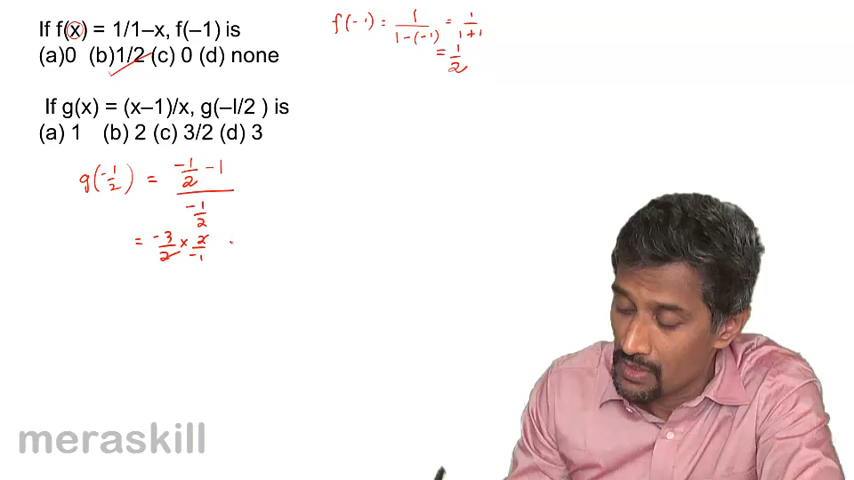 If f(x) = 1/1–x, f(–1) is
(a)0 (b)1/2 (c) 0 (d) none
f(-1) = 1/1-(-1) = 1/1+1
= 1/2
If g(x) = (x–1)/x, g(–I/2 ) is
(a) 1 (b) 2 (c) 3/2 (d) 3
g(-1/2) = -1/2 -1
-1/2
= -3/2 × 2/-1
meraskill